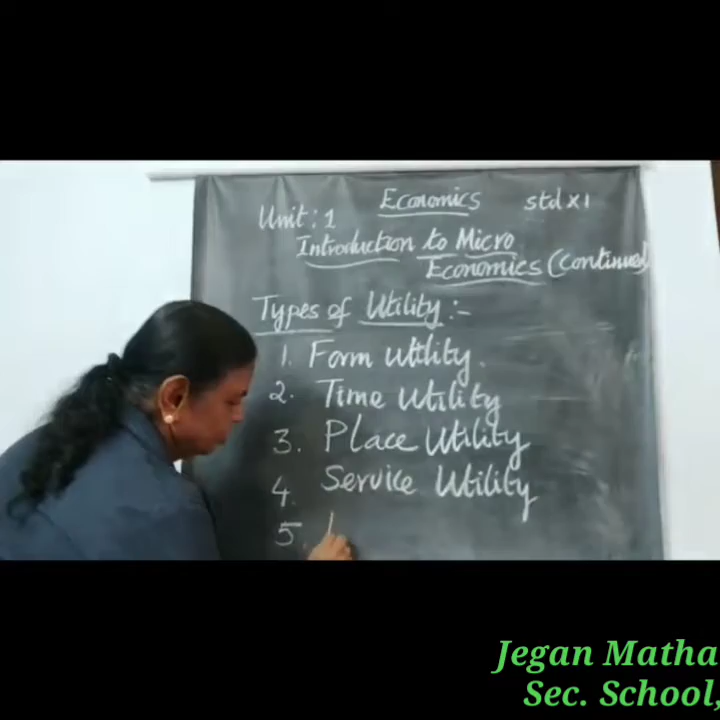 Economics
std XI
Unit : 1
Introduction to Micro
Economics (Continued)
Types of Utility :-
1. Form Utility.
2. Time Utility
3. Place Utility
4. Service Utility
5.
Jegan Matha
Sec. School,